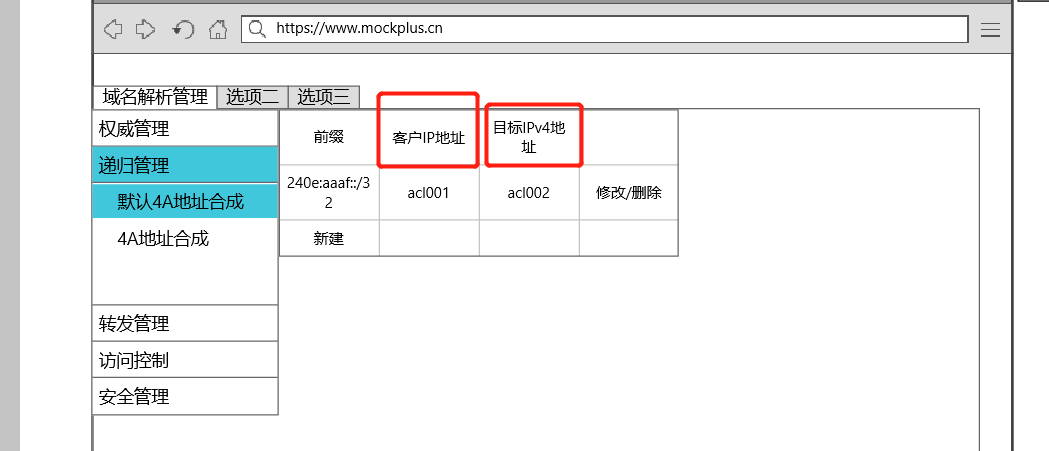 https://www.mockplus.cn
域名解析管理 选项二 选项三
权威管理
递归管理
默认4A地址合成
4A地址合成
转发管理
访问控制
安全管理
前缀
客户IP地址
目标IPv4地
址
240e:aaaf::/3
2
acl001
acl002
修改/删除
新建